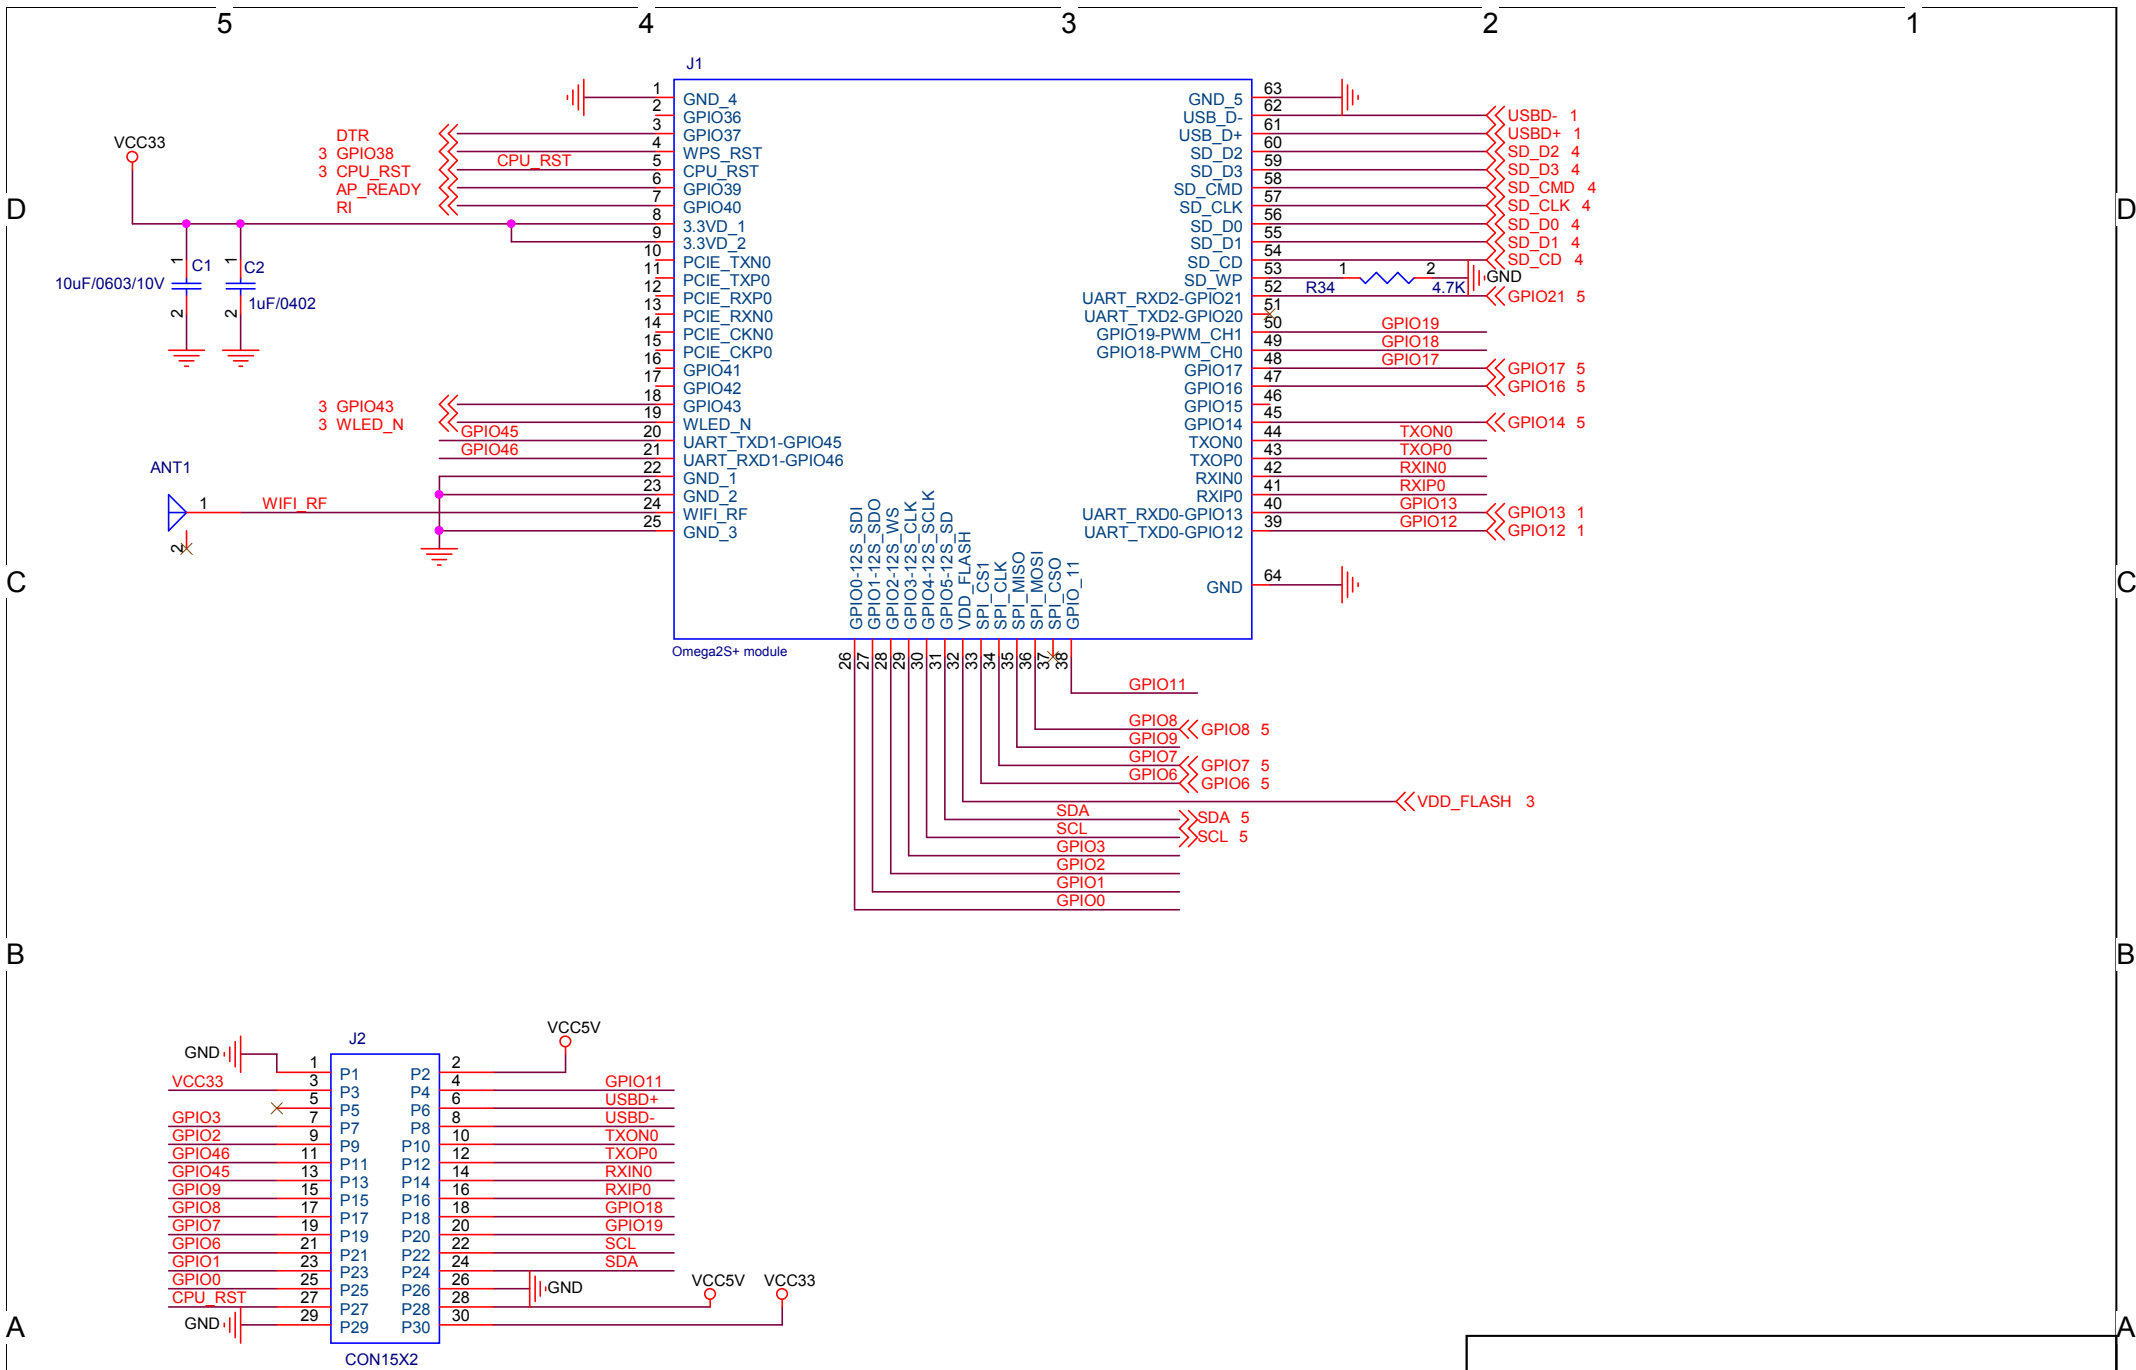 5 4 3 2 1
D
C
B
A
D
C
B
A
J1
VCC33
DTR
3 GPIO38
3 CPU_RST
AP_READY
RI
CPU_RST
1 GND_4
2 GPIO36
3 GPIO37
4 WPS_RST
5 CPU_RST
6 GPIO39
7 GPIO40
8 3.3VD_1
9 3.3VD_2
10 PCIE_TXN0
11 PCIE_TXP0
12 PCIE_RXP0
13 PCIE_RXN0
14 PCIE_CKN0
15 PCIE_CKP0
16 GPIO41
17 GPIO42
18 GPIO43
19 WLED_N
20 UART_TXD1-GPIO45
21 UART_RXD1-GPIO46
22 GND_1
23 GND_2
24 WIFI_RF
25 GND_3
1 C1
10uF/0603/10V
2
1 C2
1uF/0402
2
3 GPIO43
3 WLED_N
GPIO45
GPIO46
ANT1
1 WIFI_RF
2
GND_5 63
USB_D- 62
USB_D+ 61
SD_D2 60
SD_D3 59
SD_CMD 58
SD_CLK 57
SD_D0 56
SD_D1 55
SD_CD 54
SD_WP 53
UART_RXD2-GPIO21 52
UART_TXD2-GPIO20 51
GPIO19-PWM_CH1 50
GPIO18-PWM_CH0 49
GPIO17 48
GPIO16 47
GPIO15 46
GPIO14 45
TXON0 44
TXOP0 43
RXIN0 42
RXIP0 41
UART_RXD0-GPIO13 40
UART_TXD0-GPIO12 39
GND 64
USBD- 1
USBD+ 1
SD_D2 4
SD_D3 4
SD_CMD 4
SD_CLK 4
SD_D0 4
SD_D1 4
SD_CD 4
1 2 GND
R34 4.7K
GPIO21 5
GPIO19
GPIO18
GPIO17
GPIO17 5
GPIO16 5
GPIO14 5
TXON0
TXOP0
RXIN0
RXIP0
GPIO13
GPIO13 1
GPIO12
GPIO12 1
GPIO0-12S_SDI 26
GPIO1-12S_SDO 27
GPIO2-12S_WS 28
GPIO3-12S_CLK 29
GPIO4-12S_SCLK 30
GPIO5-12S_SD 31
VDD_FLASH 32
SPI_CS1 33
SPI_CLK 34
SPI_MISO 35
SPI_MOSI 36
SPI_CSO 37
GPIO_11 38
Omega2S+ module
GPIO11
GPIO8
GPIO8 5
GPIO9
GPIO7
GPIO7 5
GPIO6
GPIO6 5
VDD_FLASH 3
SDA
SDA 5
SCL
SCL 5
GPIO3
GPIO2
GPIO1
GPIO0
J2
VCC5V
GND 1 P1 P2 2
VCC33 3 P3 P4 4 GPIO11
5 P5 P6 6 USBD+
GPIO3 7 P7 P8 8 USBD-
GPIO2 9 P9 P10 10 TXON0
GPIO46 11 P11 P12 12 TXOP0
GPIO45 13 P13 P14 14 RXIN0
GPIO9 15 P15 P16 16 RXIP0
GPIO8 17 P17 P18 18 GPIO18
GPIO7 19 P19 P20 20 GPIO19
GPIO6 21 P21 P22 22 SCL
GPIO1 23 P23 P24 24 SDA
GPIO0 25 P25 P26 26 GND
CPU_RST 27 P27 P28 28 VCC5V
GND 29 P29 P30 30 VCC33
CON15X2